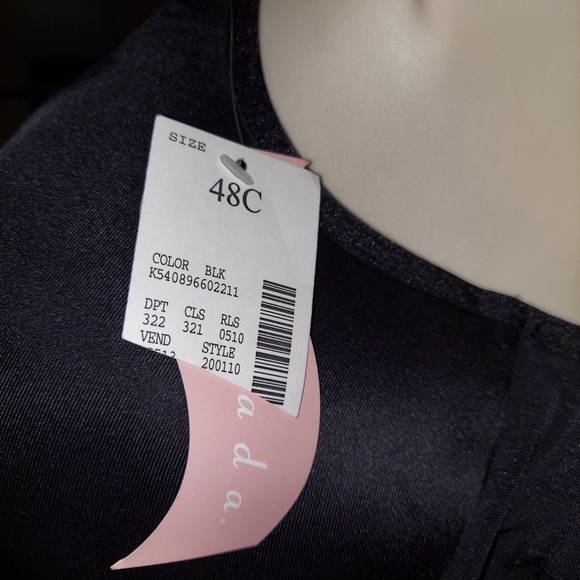 SIZE
48C
COLOR BLK
K540896602211
DPT CLS RLS
322 321 0510
VEND STYLE
200110
a d a.